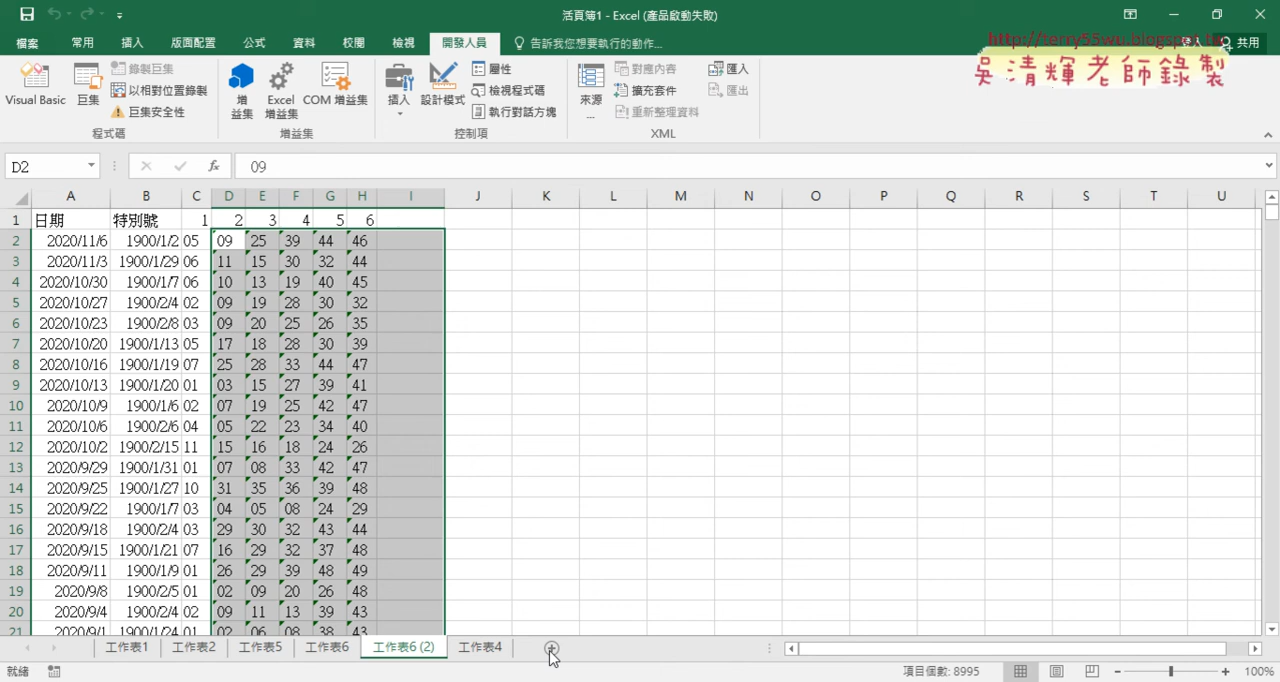 活頁簿1 - Excel (產品啟動失敗)
http://terry55wu.blogspot.tw
吳清輝老師錄製
檔案 常用 插入 版面配置 公式 資料 校閱 檢視 開發人員 告訴我您想要執行的動作... 登入 共用
Visual Basic 巨集 錄製巨集 以相對位置錄製 巨集安全性 程式碼
增益集 Excel 增益集 COM 增益集 增益集
插入 設計模式 屬性 檢視程式碼 執行對話方塊 控制項
來源 ... 對應內容 擴充套件 重新整理資料 匯入 匯出 XML
D2 fx 09
A B C D E F G H I J K L M N O P Q R S T U
1 日期 特別號 1 2 3 4 5 6
2 2020/11/6 1900/1/2 05 09 25 39 44 46
3 2020/11/3 1900/1/29 06 11 15 30 32 44
4 2020/10/30 1900/1/7 06 10 13 19 40 45
5 2020/10/27 1900/2/4 02 09 19 28 30 32
6 2020/10/23 1900/2/8 03 09 20 25 26 35
7 2020/10/20 1900/1/13 05 17 18 28 30 39
8 2020/10/16 1900/1/19 07 25 28 33 44 47
9 2020/10/13 1900/1/20 01 03 15 27 39 41
10 2020/10/9 1900/1/6 02 07 19 25 42 47
11 2020/10/6 1900/2/6 04 05 22 23 34 40
12 2020/10/2 1900/2/15 11 15 16 18 24 26
13 2020/9/29 1900/1/31 01 07 08 33 42 47
14 2020/9/25 1900/1/27 10 31 35 36 39 48
15 2020/9/22 1900/1/7 03 04 05 08 24 29
16 2020/9/18 1900/2/4 03 29 30 32 43 44
17 2020/9/15 1900/1/21 07 16 29 32 37 48
18 2020/9/11 1900/1/9 01 26 29 39 48 49
19 2020/9/8 1900/2/5 01 02 09 20 26 48
20 2020/9/4 1900/2/4 02 09 11 13 39 43
21 2020/9/1 1900/1/24 01 02 06 08 38 43
工作表1 工作表2 工作表5 工作表6 工作表6 (2) 工作表4
就緒 項目個數: 8995 100%